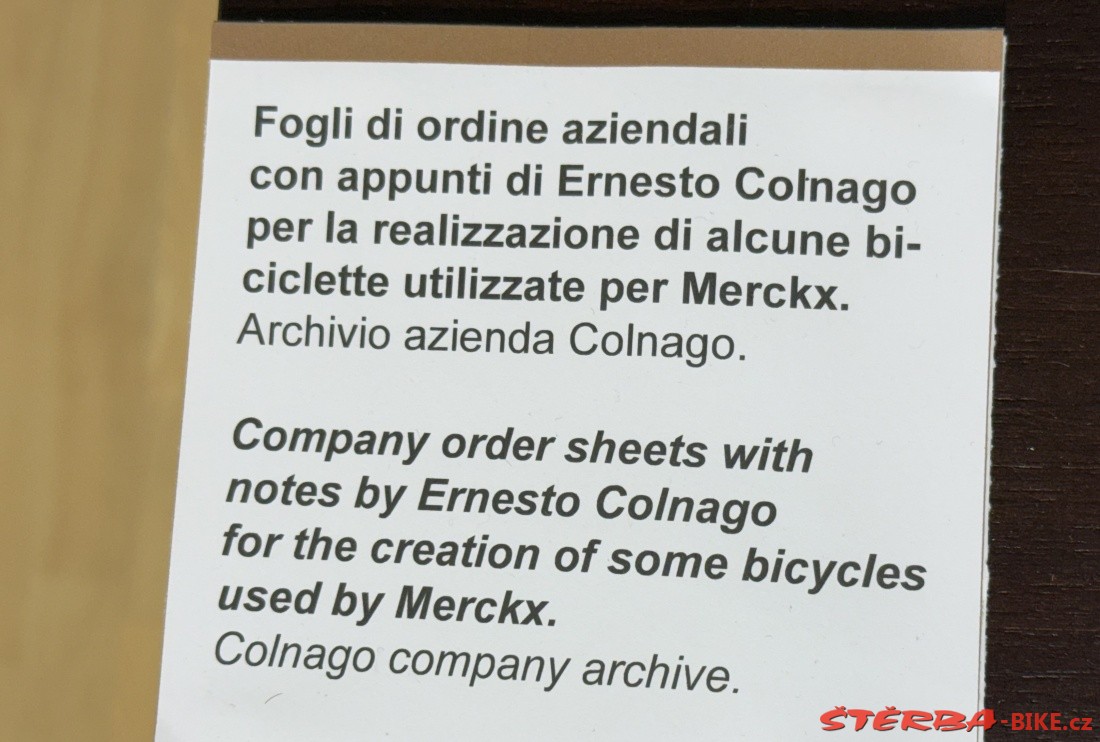 Fogli di ordine aziendali
con appunti di Ernesto Colnago
per la realizzazione di alcune bi-
ciclette utilizzate per Merckx.
Archivio azienda Colnago.
Company order sheets with
notes by Ernesto Colnago
for the creation of some bicycles
used by Merckx.
Colnago company archive.
ŠTĚRBA-BIKE.cz